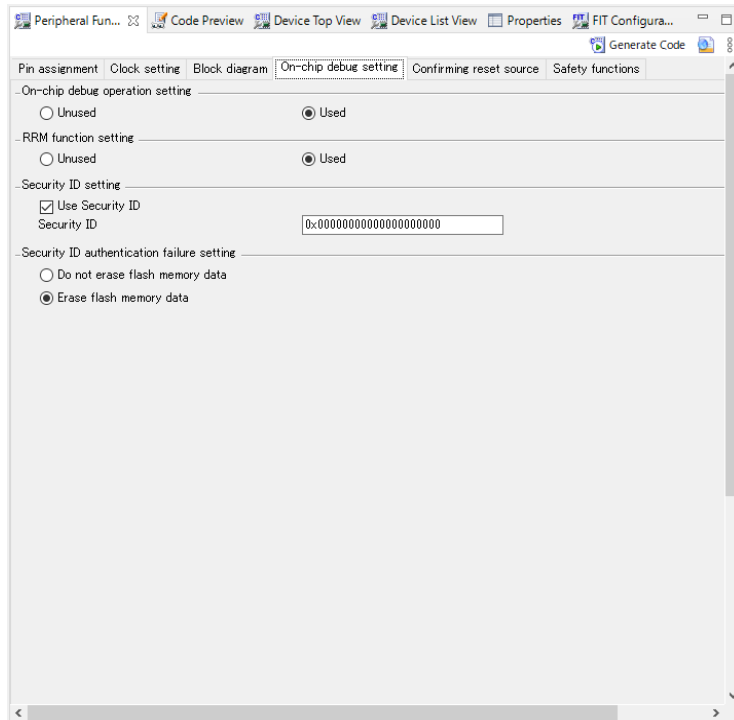 Peripheral Fun... Code Preview Device Top View Device List View Properties FIT Configura...
Generate Code
Pin assignment Clock setting Block diagram On-chip debug setting Confirming reset source Safety functions
On-chip debug operation setting
Unused Used
RRM function setting
Unused Used
Security ID setting
Use Security ID
Security ID 0x00000000000000000000
Security ID authentication failure setting
Do not erase flash memory data
Erase flash memory data